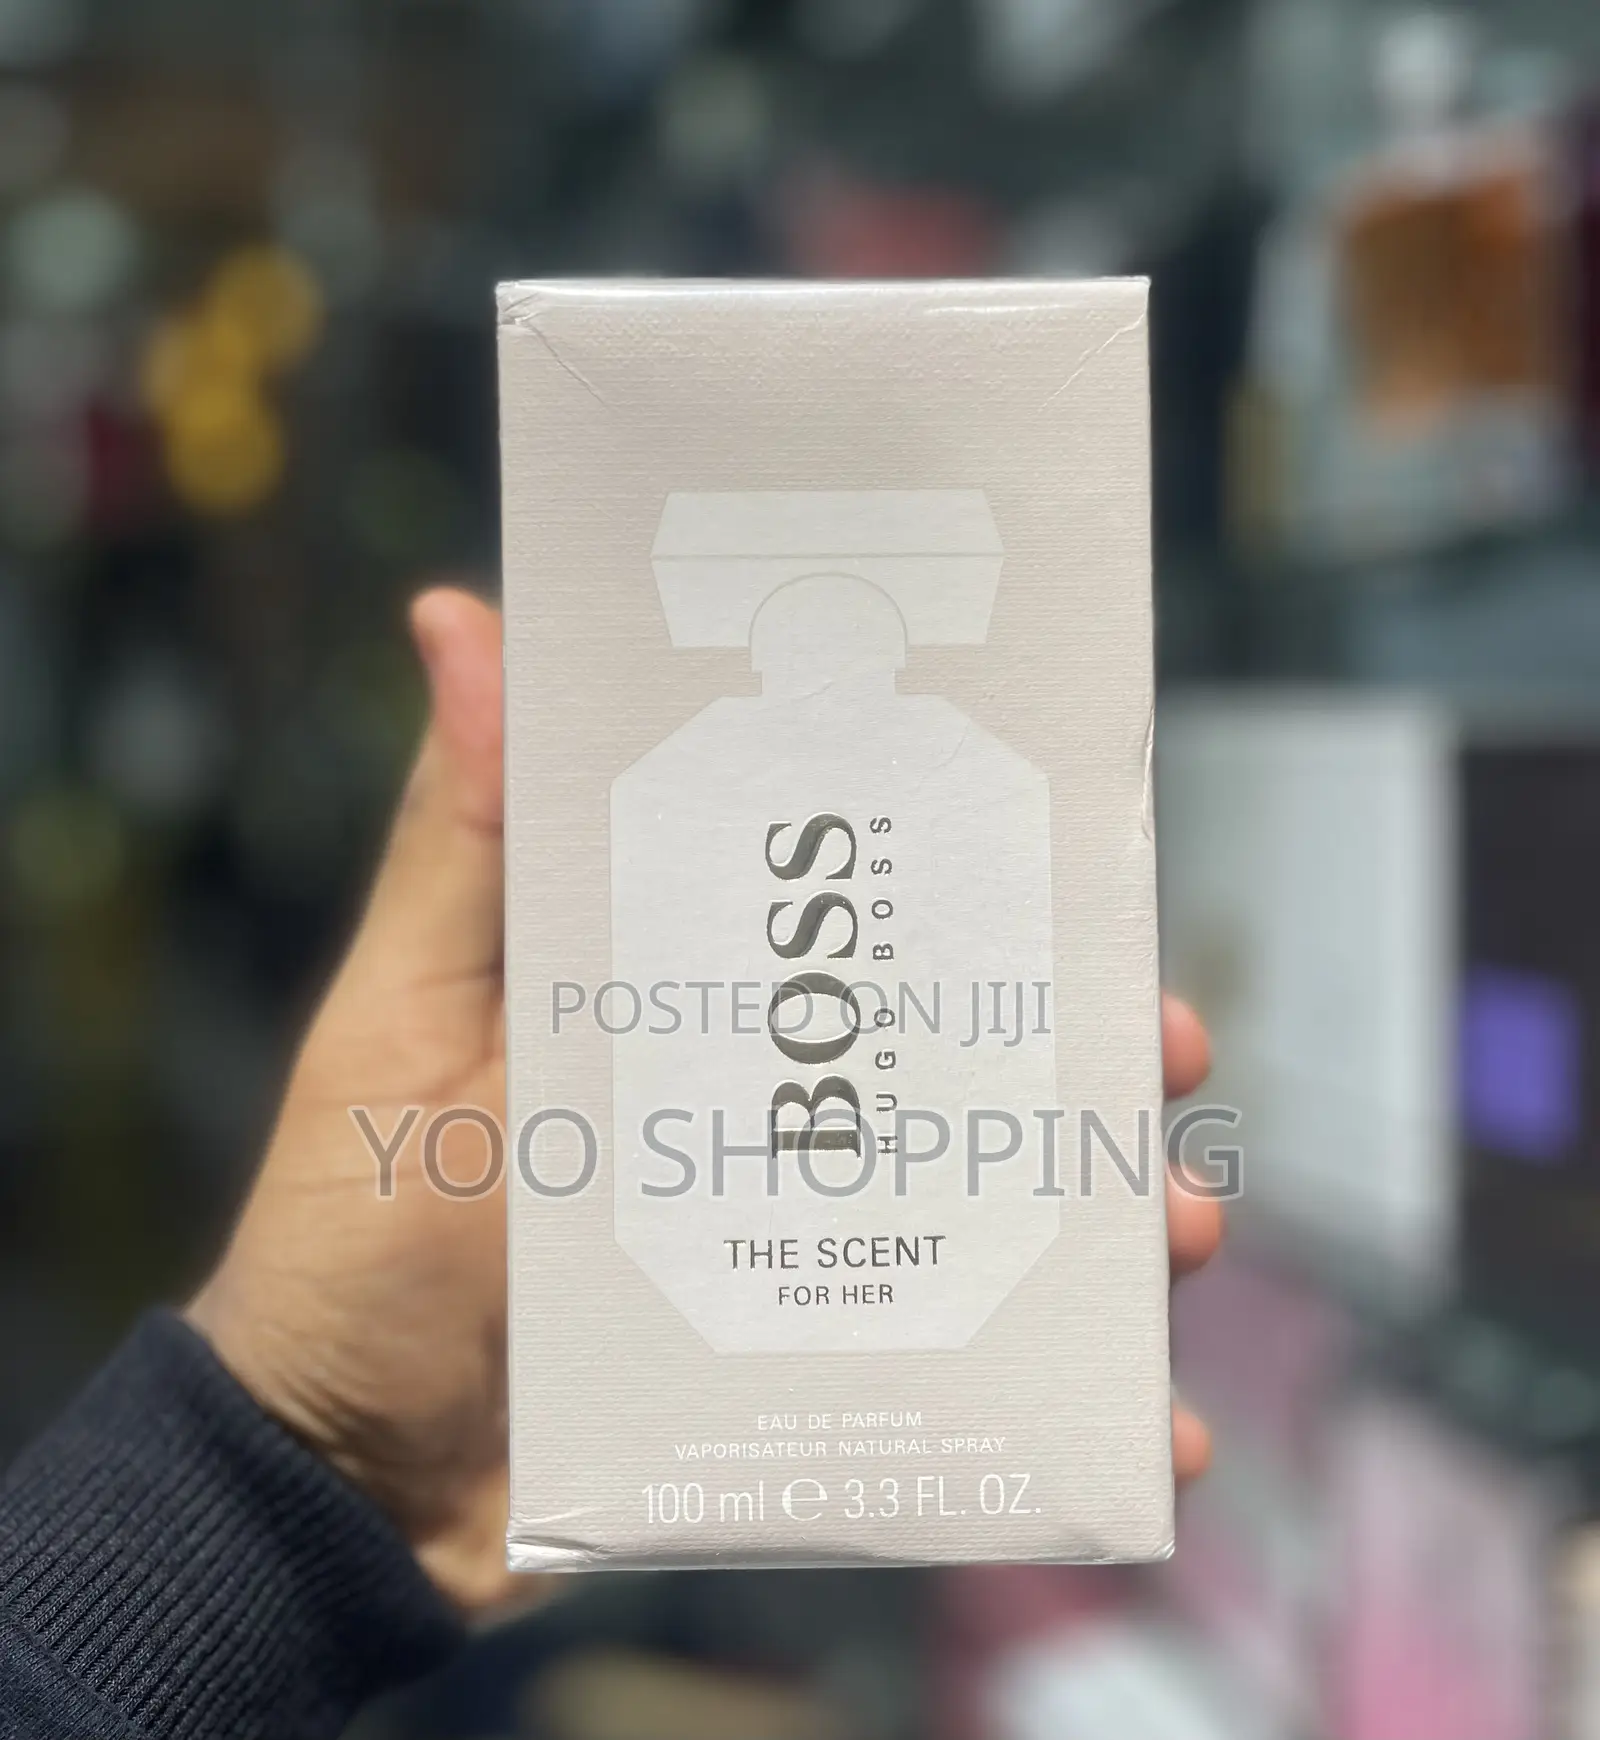 BOSS
HUGO BOSS
POSTED ON JIJI
YOO SHOPPING
THE SCENT
FOR HER
EAU DE PARFUM
VAPORISATEUR NATURAL SPRAY
100 ml ℮ 3.3 FL. OZ.